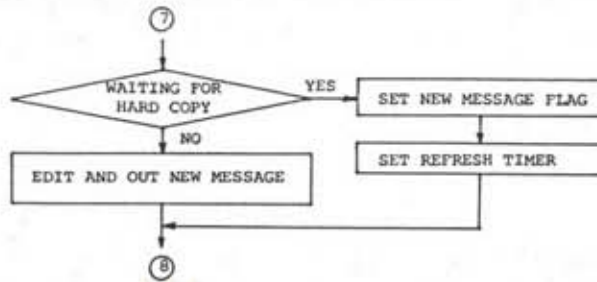 7
WAITING FOR
HARD COPY
YES
SET NEW MESSAGE FLAG
NO
SET REFRESH TIMER
EDIT AND OUT NEW MESSAGE
8